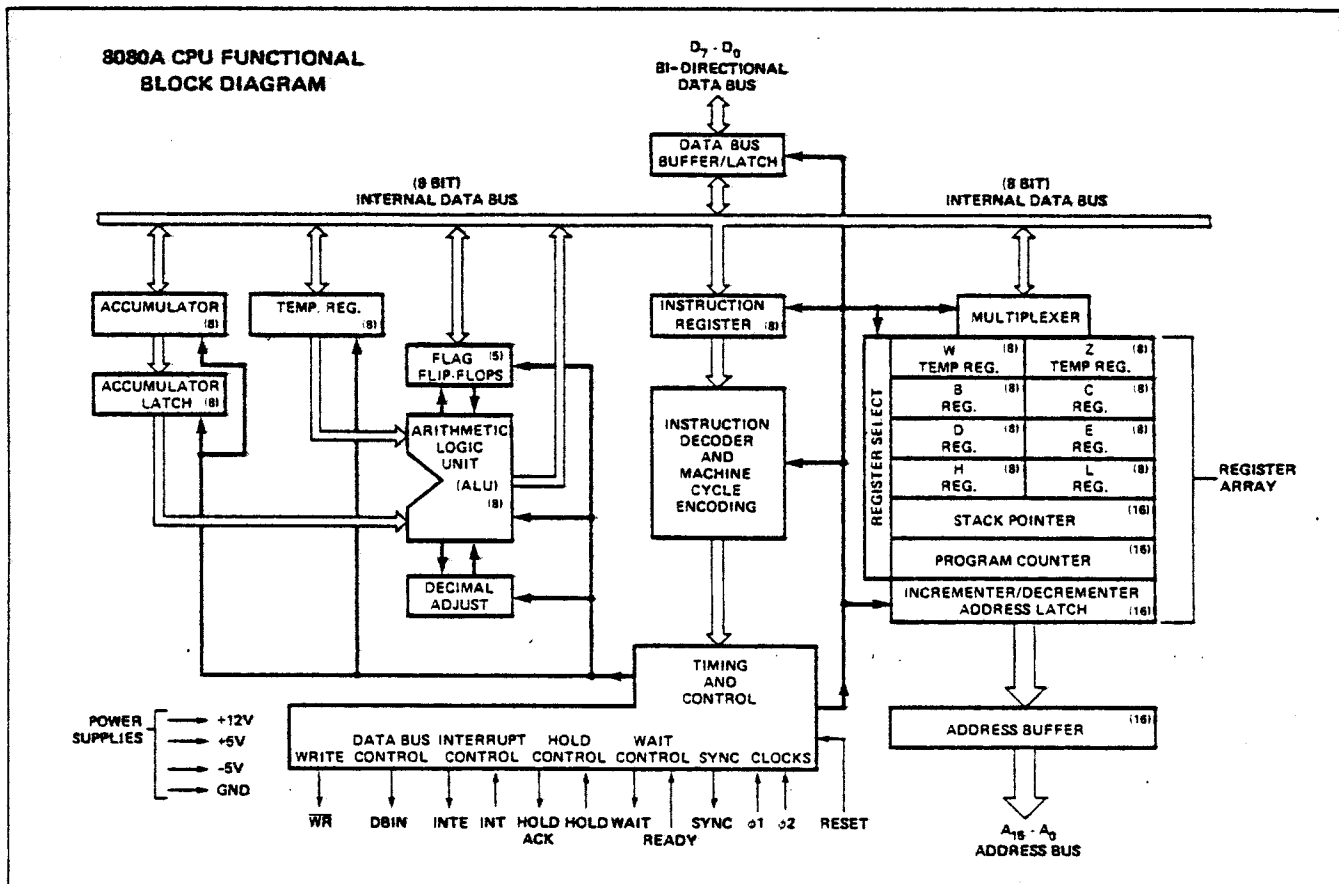 8080A CPU FUNCTIONAL
BLOCK DIAGRAM
D7 - D0
BI-DIRECTIONAL
DATA BUS
DATA BUS
BUFFER/LATCH
(8 BIT)
INTERNAL DATA BUS
(8 BIT)
INTERNAL DATA BUS
ACCUMULATOR
(8)
TEMP. REG.
(8)
INSTRUCTION
REGISTER (8)
MULTIPLEXER
FLAG (5)
FLIP-FLOPS
ACCUMULATOR
LATCH (8)
ARITHMETIC
LOGIC
UNIT
(ALU)
(8)
DECIMAL
ADJUST
INSTRUCTION
DECODER
AND
MACHINE
CYCLE
ENCODING
REGISTER SELECT
W (8)
TEMP REG.
Z (8)
TEMP REG.
B (8)
REG.
C (8)
REG.
D (8)
REG.
E (8)
REG.
H (8)
REG.
L (8)
REG.
STACK POINTER (16)
PROGRAM COUNTER (16)
INCREMENTER/DECREMENTER
ADDRESS LATCH (16)
REGISTER
ARRAY
TIMING
AND
CONTROL
WRITE
DATA BUS
CONTROL
INTERRUPT
CONTROL
HOLD
CONTROL
WAIT
CONTROL
SYNC
CLOCKS
POWER
SUPPLIES
+12V
+5V
-5V
GND
W̅R̅
DBIN
INTE
INT
HOLD
ACK
HOLD
WAIT
READY
SYNC
φ1
φ2
RESET
ADDRESS BUFFER (16)
A15 - A0
ADDRESS BUS